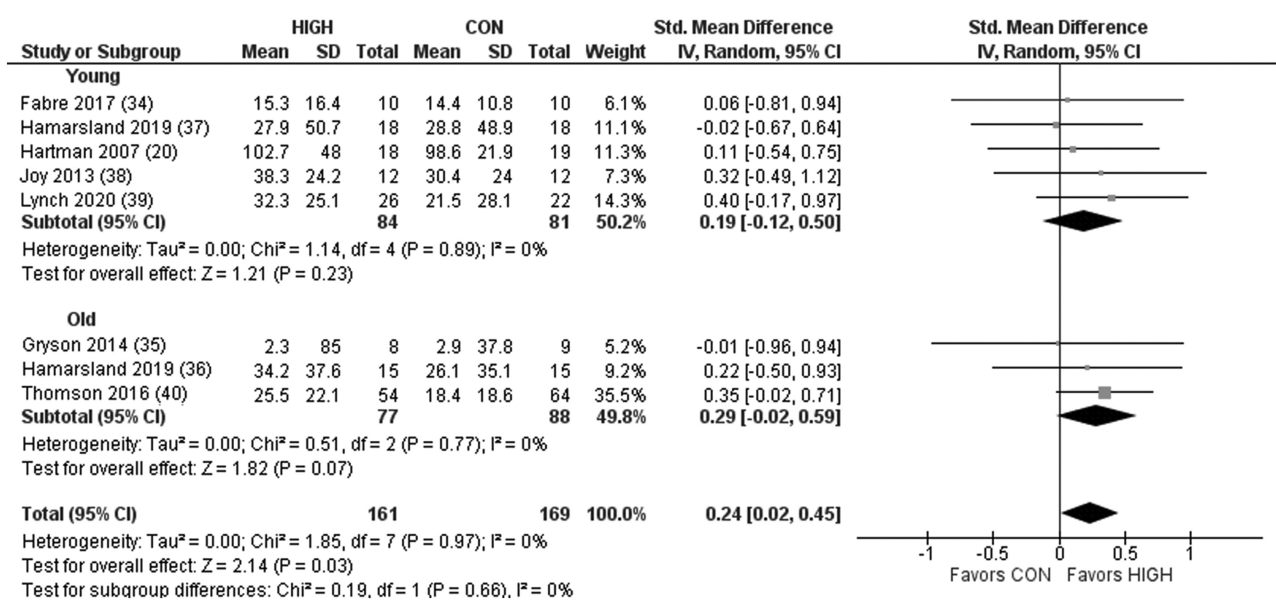 HIGH CON Std. Mean Difference Std. Mean Difference
Study or Subgroup Mean SD Total Mean SD Total Weight IV, Random, 95% CI IV, Random, 95% CI
Young
Fabre 2017 (34) 15.3 16.4 10 14.4 10.8 10 6.1% 0.06 [-0.81, 0.94]
Hamarsland 2019 (37) 27.9 50.7 18 28.8 48.9 18 11.1% -0.02 [-0.67, 0.64]
Hartman 2007 (20) 102.7 48 18 98.6 21.9 19 11.3% 0.11 [-0.54, 0.75]
Joy 2013 (38) 38.3 24.2 12 30.4 24 12 7.3% 0.32 [-0.49, 1.12]
Lynch 2020 (39) 32.3 25.1 26 21.5 28.1 22 14.3% 0.40 [-0.17, 0.97]
Subtotal (95% CI) 84 81 50.2% 0.19 [-0.12, 0.50]
Heterogeneity: Tau² = 0.00; Chi² = 1.14, df = 4 (P = 0.89); I² = 0%
Test for overall effect: Z = 1.21 (P = 0.23)
Old
Gryson 2014 (35) 2.3 85 8 2.9 37.8 9 5.2% -0.01 [-0.96, 0.94]
Hamarsland 2019 (36) 34.2 37.6 15 26.1 35.1 15 9.2% 0.22 [-0.50, 0.93]
Thomson 2016 (40) 25.5 22.1 54 18.4 18.6 64 35.5% 0.35 [-0.02, 0.71]
Subtotal (95% CI) 77 88 49.8% 0.29 [-0.02, 0.59]
Heterogeneity: Tau² = 0.00; Chi² = 0.51, df = 2 (P = 0.77); I² = 0%
Test for overall effect: Z = 1.82 (P = 0.07)
Total (95% CI) 161 169 100.0% 0.24 [0.02, 0.45]
Heterogeneity: Tau² = 0.00; Chi² = 1.85, df = 7 (P = 0.97); I² = 0%
Test for overall effect: Z = 2.14 (P = 0.03)
Test for subgroup differences: Chi² = 0.19, df = 1 (P = 0.66), I² = 0%
-1 -0.5 0 0.5 1
Favors CON Favors HIGH